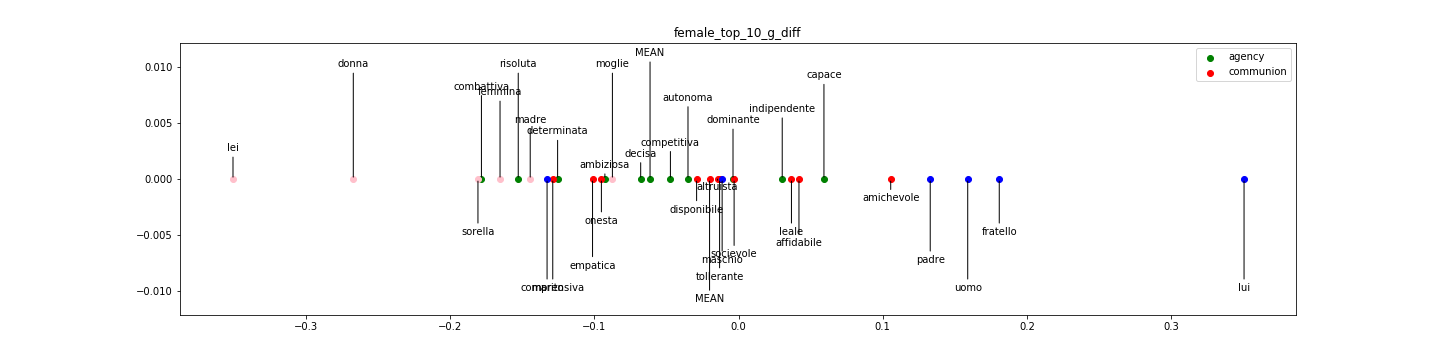 female_top_10_g_diff
MEAN
donna
risoluta
moglie
capace
agency
communion
0.010
combattiva
femmina
autonoma
indipendente
madre
dominante
0.005
determinata
competitiva
lei
decisa
ambiziosa
0.000
altruista
amichevole
disponibile
onesta
sorella
leale
fratello
-0.005
affidabile
socievole
maschio
padre
empatica
tollerante
comprensiva
marito
uomo
lui
-0.010
MEAN
−0.3
−0.2
−0.1
0.0
0.1
0.2
0.3